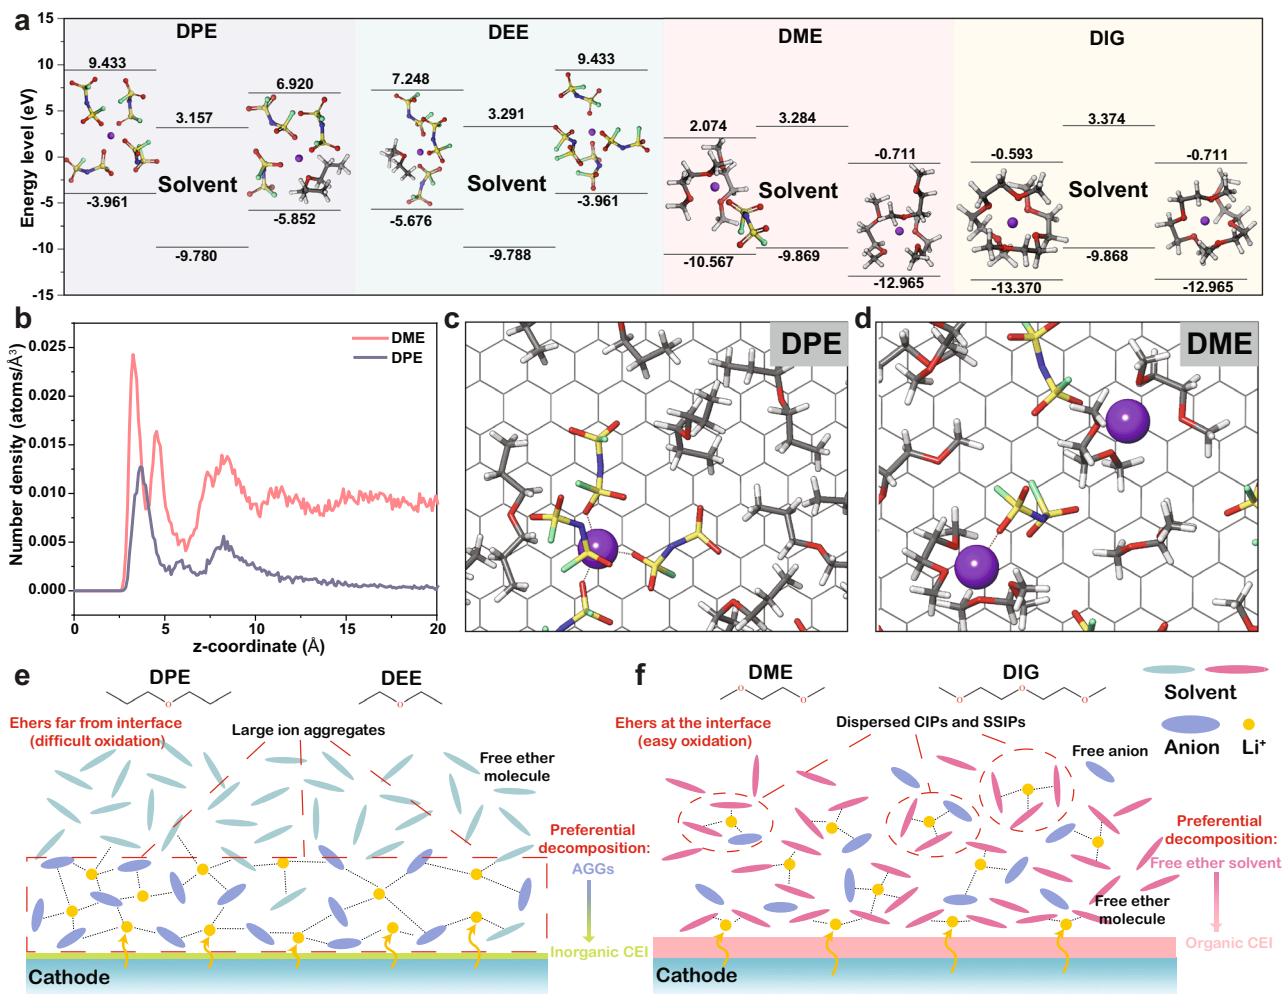 a
DPE
DEE
DME
DIG
Energy level (eV)
15
10
5
0
-5
-10
-15
9.433
3.157
6.920
Solvent
-3.961
-5.852
-9.780
7.248
3.291
9.433
Solvent
-5.676
-3.961
-9.788
2.074
3.284
-0.711
Solvent
-10.567
-9.869
-12.965
-0.593
3.374
-0.711
Solvent
-13.370
-9.868
-12.965
b
DME
DPE
Number density (atoms/Å³)
0.025
0.020
0.015
0.010
0.005
0.000
0
5
10
15
20
z-coordinate (Å)
c
DPE
d
DME
e
DPE
DEE
O
O
Ehers far from interface
(difficult oxidation)
Large ion aggregates
Free ether
molecule
Preferential
decomposition:
AGGs
Inorganic CEI
Cathode
f
DME
DIG
O
O
O
O
O
Solvent
Anion
Li⁺
Ehers at the interface
(easy oxidation)
Dispersed CIPs and SSIPs
Free anion
Preferential
decomposition:
Free ether solvent
Free ether
molecule
Organic CEI
Cathode